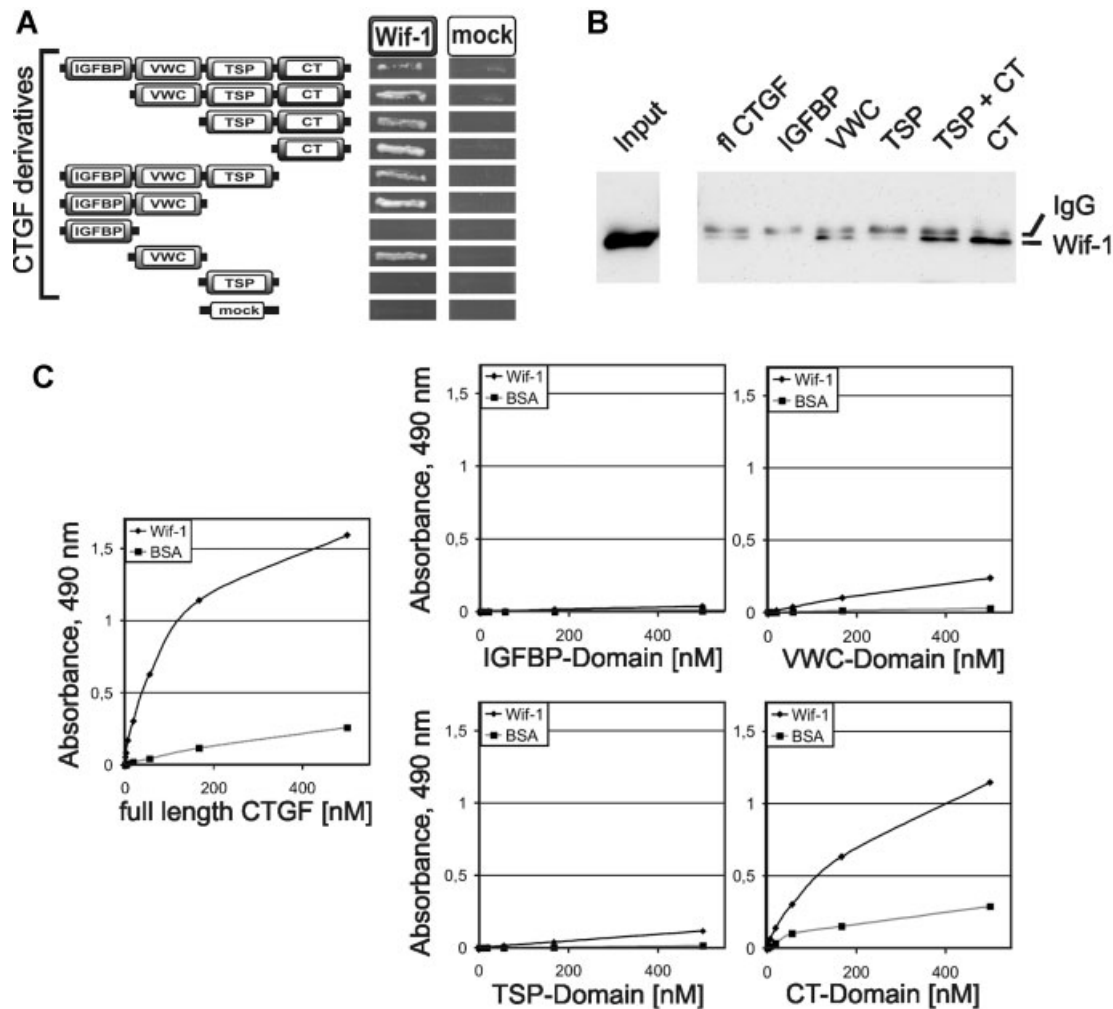 A
CTGF derivatives
Wif-1 mock
IGFBP VWC TSP CT
VWC TSP CT
TSP CT
CT
IGFBP VWC TSP
IGFBP VWC
IGFBP
VWC
TSP
mock
B
Input
fl CTGF
IGFBP
VWC
TSP
TSP + CT
CT
IgG
Wif-1
C
Absorbance, 490 nm
Wif-1
BSA
1,5
1
0,5
0
0 200 400
full length CTGF [nM]
Absorbance, 490 nm
Wif-1
BSA
1,5
1
0,5
0
0 200 400
IGFBP-Domain [nM]
Wif-1
BSA
1,5
1
0,5
0
0 200 400
VWC-Domain [nM]
Absorbance, 490 nm
Wif-1
BSA
1,5
1
0,5
0
0 200 400
TSP-Domain [nM]
Wif-1
BSA
1,5
1
0,5
0
0 200 400
CT-Domain [nM]